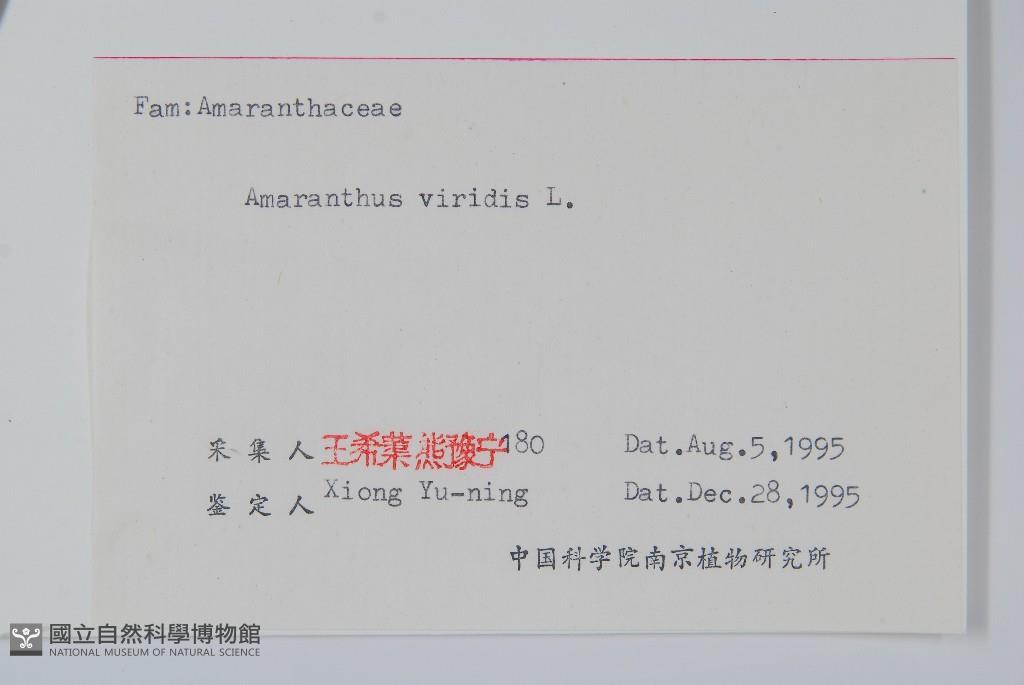 Fam:Amaranthaceae
Amaranthus viridis L.
采集人 王希蕖 熊豫宁 180 Dat.Aug.5,1995
鉴定人 Xiong Yu-ning Dat.Dec.28,1995
中国科学院南京植物研究所
國立自然科學博物館
NATIONAL MUSEUM OF NATURAL SCIENCE